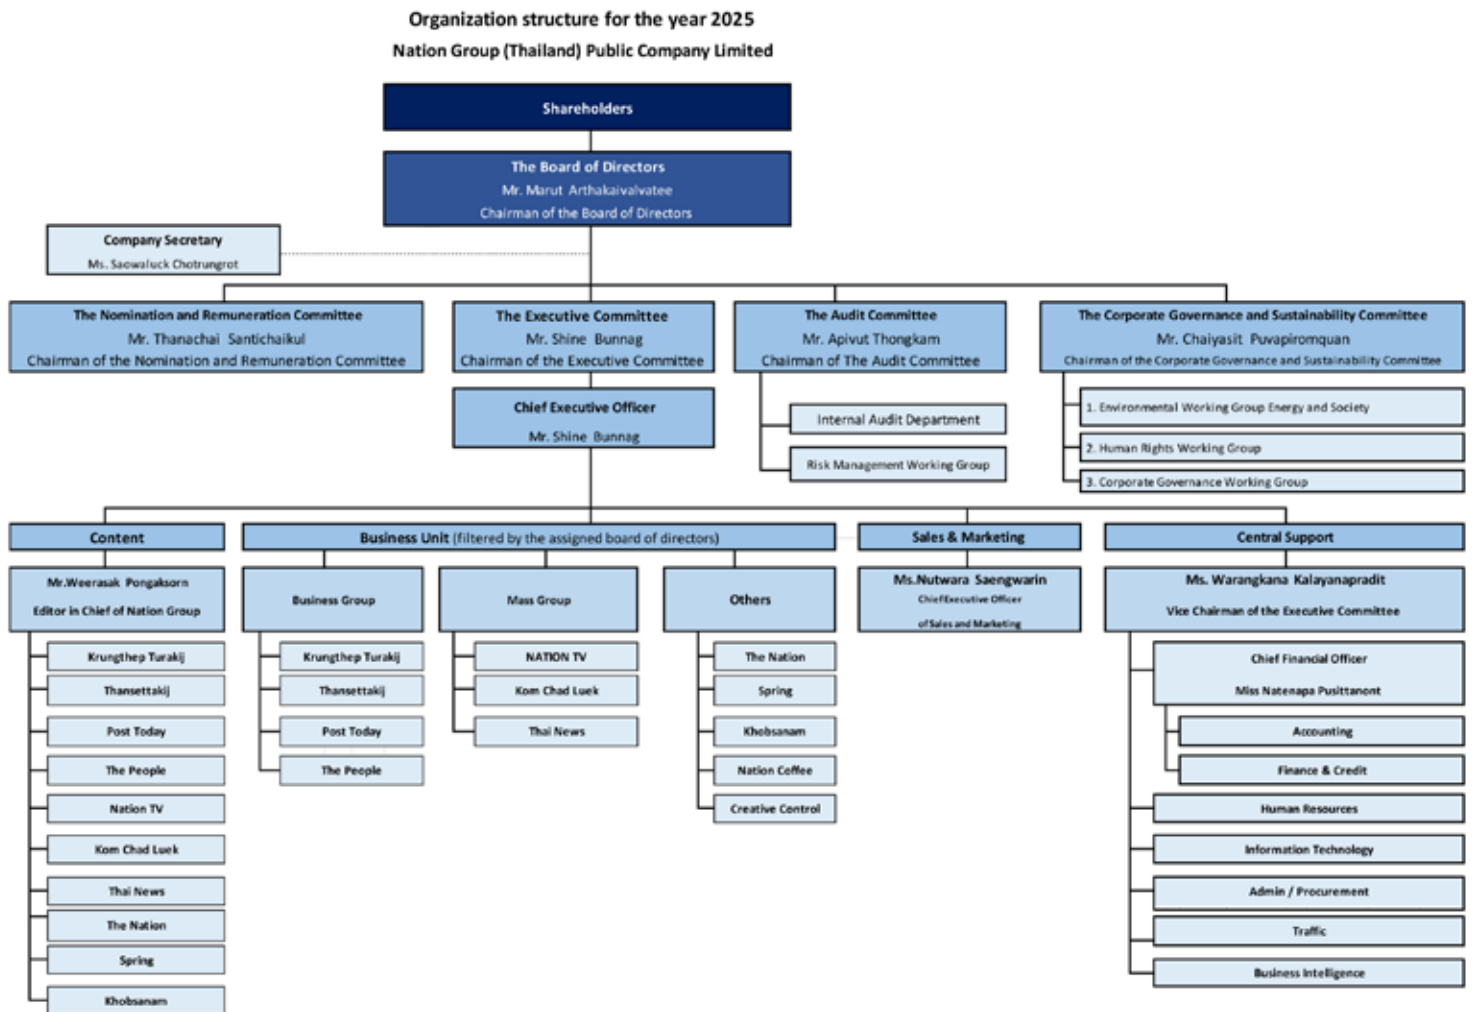 Organization structure for the year 2025
Nation Group (Thailand) Public Company Limited
Shareholders
The Board of Directors
Mr. Marut Arthakaivalvatee
Chairman of the Board of Directors
Company Secretary
Ms. Saowaluck Chotrungrot
The Nomination and Remuneration Committee
Mr. Thanachai Santichaikul
Chairman of the Nomination and Remuneration Committee
The Executive Committee
Mr. Shine Bunnag
Chairman of the Executive Committee
The Audit Committee
Mr. Apivut Thongkam
Chairman of The Audit Committee
The Corporate Governance and Sustainability Committee
Mr. Chaiyasit Puvapiromquan
Chairman of the Corporate Governance and Sustainability Committee
Chief Executive Officer
Mr. Shine Bunnag
Internal Audit Department
Risk Management Working Group
1. Environmental Working Group Energy and Society
2. Human Rights Working Group
3. Corporate Governance Working Group
Content
Mr.Weerasak Pongaksorn
Editor in Chief of Nation Group
Krungthep Turakij
Thansettakij
Post Today
The People
Nation TV
Kom Chad Luek
Thai News
The Nation
Spring
Khobsanam
Business Unit (filtered by the assigned board of directors)
Business Group
Krungthep Turakij
Thansettakij
Post Today
The People
Mass Group
NATION TV
Kom Chad Luek
Thai News
Others
The Nation
Spring
Khobsanam
Nation Coffee
Creative Control
Sales & Marketing
Ms.Nutwara Saengwarin
Chief Executive Officer
of Sales and Marketing
Central Support
Ms. Warangkana Kalayanapradit
Vice Chairman of the Executive Committee
Chief Financial Officer
Miss Natenapa Pusittanont
Accounting
Finance & Credit
Human Resources
Information Technology
Admin / Procurement
Traffic
Business Intelligence